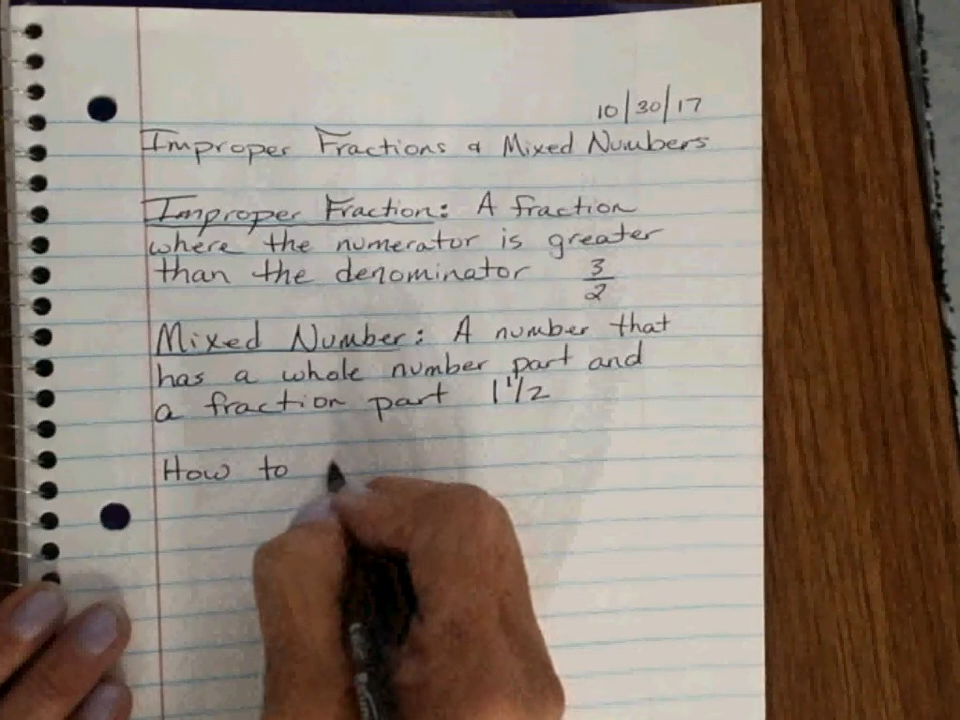 10/30/17
Improper Fractions & Mixed Numbers
Improper Fraction: A fraction
where the numerator is greater
than the denominator 3/2
Mixed Number: A number that
has a whole number part and
a fraction part 1 1/2
How to